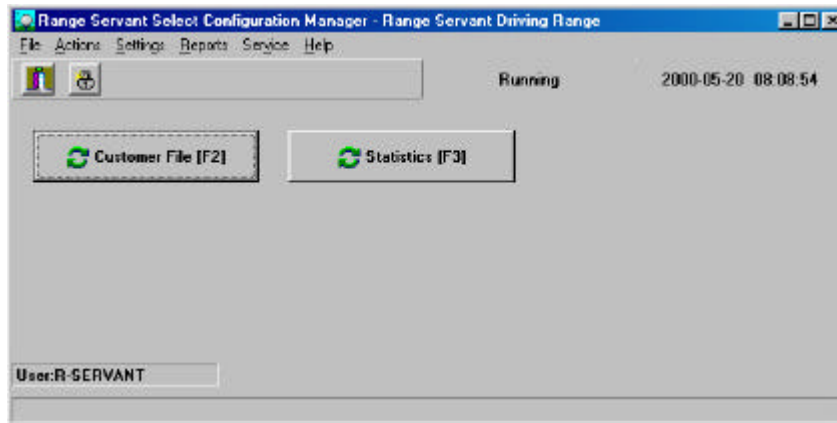 Range Servant Select Configuration Manager - Range Servant Driving Range
File Actions Settings Reports Service Help
Running 2000-05-20 08:08:54
Customer File [F2] Statistics [F3]
User:R-SERVANT